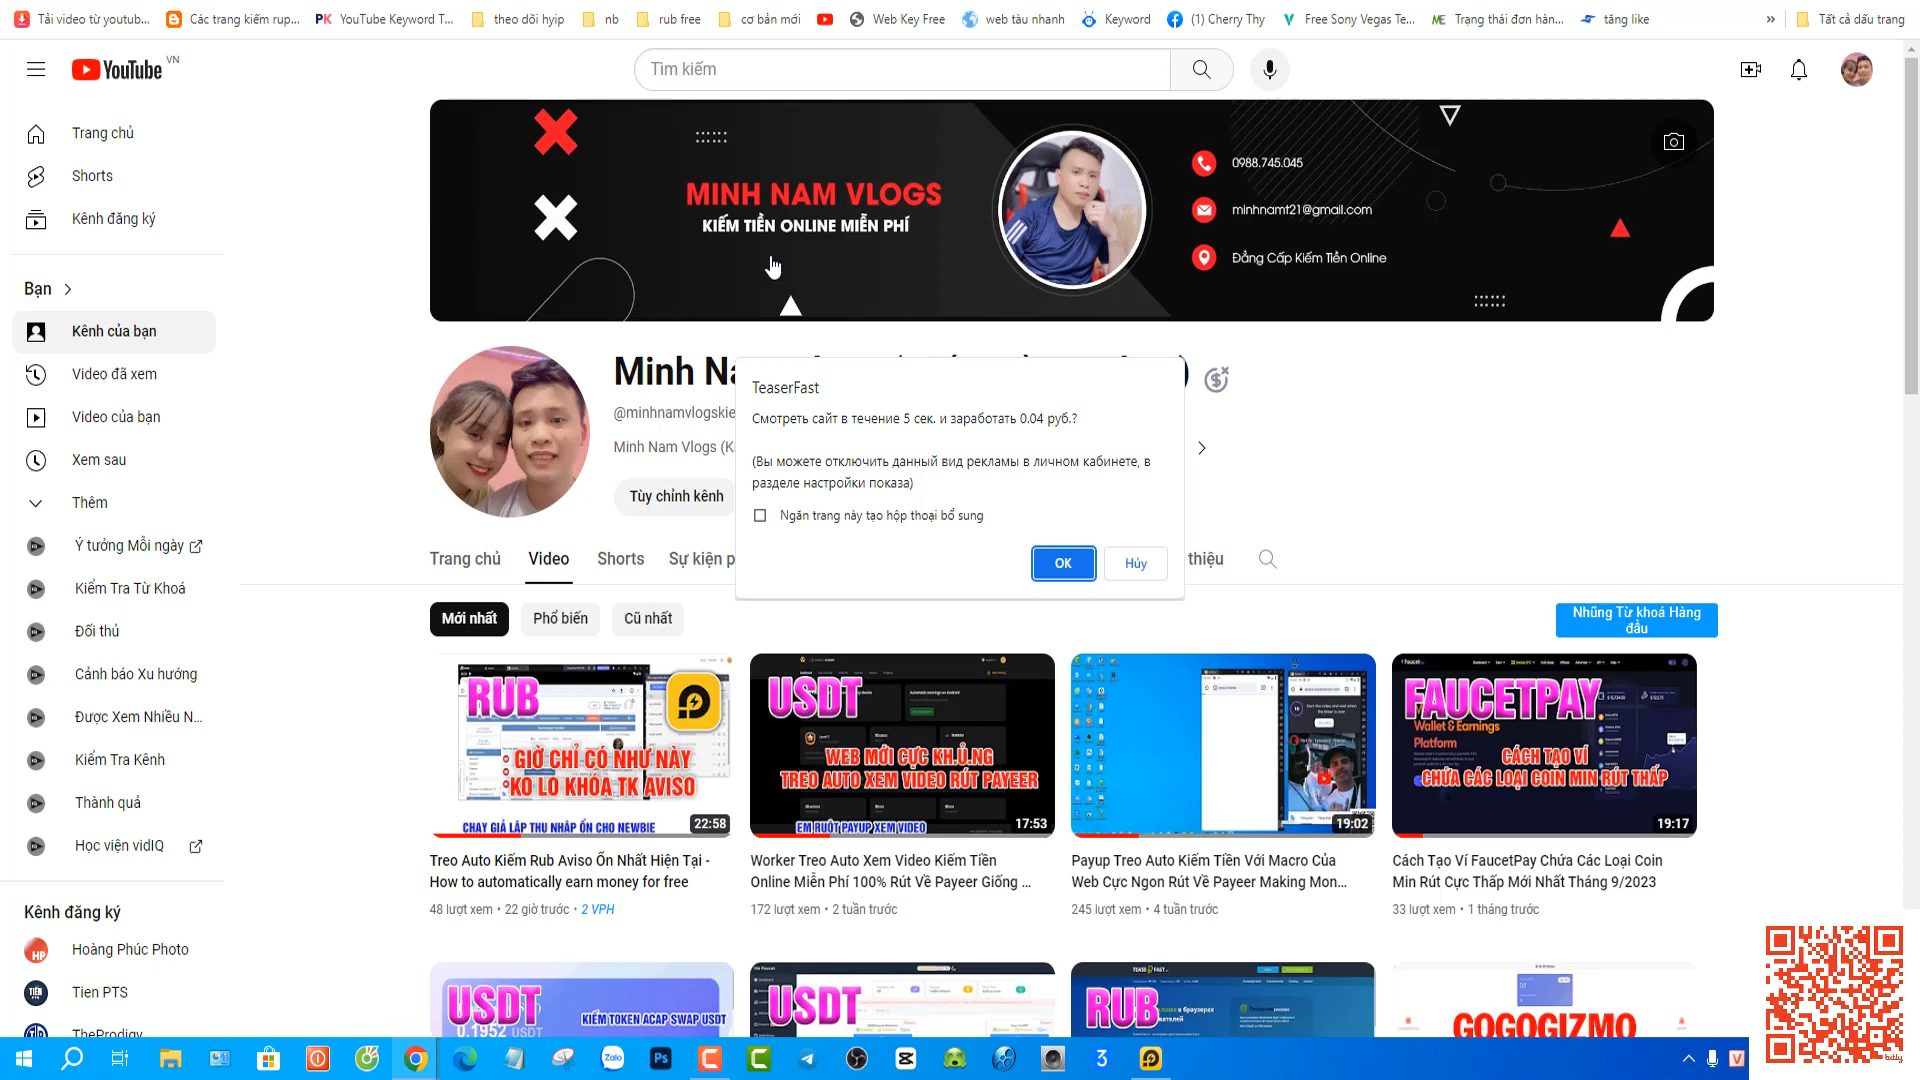 Tải video từ youtub...
Các trang kiếm rup...
PK YouTube Keyword T...
theo dõi hyip
nb
rub free
cơ bản mới
Web Key Free
web tàu nhanh
Keyword
(1) Cherry Thy
Free Sony Vegas Te...
ME Trạng thái đơn hàn...
tăng like
»
Tất cả dấu trang
YouTube VN
Tìm kiếm
Trang chủ
Shorts
Kênh đăng ký
Bạn
Kênh của bạn
Video đã xem
Video của bạn
Xem sau
Thêm
Ý tưởng Mỗi ngày
Kiểm Tra Từ Khoá
Đối thủ
Cảnh báo Xu hướng
Được Xem Nhiều N...
Kiểm Tra Kênh
Thành quả
Học viện vidIQ
Kênh đăng ký
HP Hoàng Phúc Photo
Tien PTS
TheProdigy
MINH NAM VLOGS
KIẾM TIỀN ONLINE MIỄN PHÍ
0988.745.045
minhnamt21@gmail.com
Đẳng Cấp Kiếm Tiền Online
Minh Na
@minhnamvlogskie
Minh Nam Vlogs (K
Tùy chỉnh kênh
TeaserFast
Смотреть сайт в течение 5 сек. и заработать 0.04 руб.?
(Вы можете отключить данный вид рекламы в личном кабинете, в
разделе настройки показа)
Ngăn trang này tạo hộp thoại bổ sung
OK
Hủy
Trang chủ
Video
Shorts
Sự kiện p
thiệu
Mới nhất
Phổ biến
Cũ nhất
Những Từ khoá Hàng
đầu
RUB
GIỜ CHỈ CÓ NHƯ NÀY
KO LO KHÓA TK AVISO
CHẠY GIẢ LẬP THU NHẬP ỔN CHO NEWBIE
22:58
USDT
WEB MỚI CỰC KH.Ủ.NG
TREO AUTO XEM VIDEO RÚT PAYEER
EM RUỘT PAYUP XEM VIDEO
17:53
19:02
FAUCETPAY
Wallet & Earnings
Platform
CÁCH TẠO VÍ
CHỨA CÁC LOẠI COIN MIN RÚT THẤP
19:17
Treo Auto Kiếm Rub Aviso Ổn Nhất Hiện Tại -
How to automatically earn money for free
48 lượt xem • 22 giờ trước • 2 VPH
Worker Treo Auto Xem Video Kiếm Tiền
Online Miễn Phí 100% Rút Về Payeer Giống ...
172 lượt xem • 2 tuần trước
Payup Treo Auto Kiếm Tiền Với Macro Của
Web Cực Ngon Rút Về Payeer Making Mon...
245 lượt xem • 4 tuần trước
Cách Tạo Ví FaucetPay Chứa Các Loại Coin
Min Rút Cực Thấp Mới Nhất Tháng 9/2023
33 lượt xem • 1 tháng trước
USDT
0.1952 USDT
KIẾM TOKEN ACAP SWAP USDT
USDT
RUB
GOGOGIZMO
bitly
Zalo
Ps
3
V